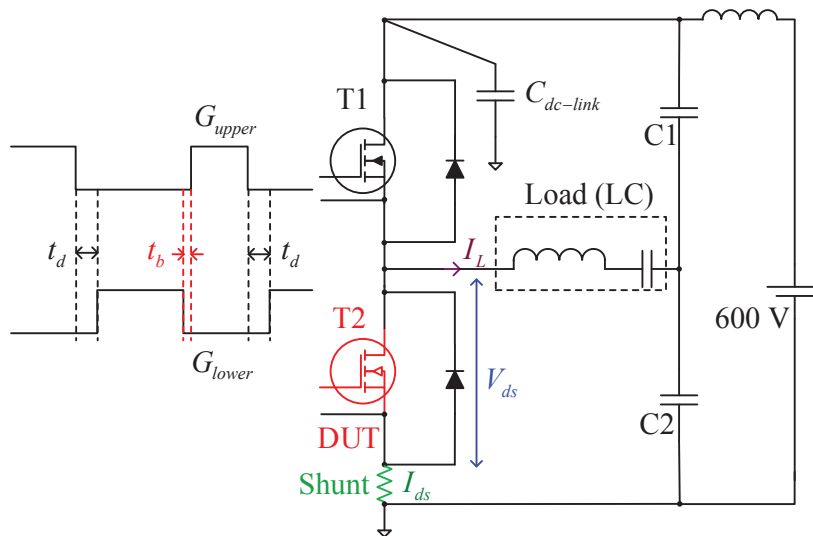 G_upper
t_d
t_b
t_d
G_lower
T1
C_dc-link
C1
Load (LC)
I_L
600 V
T2
V_ds
DUT
C2
Shunt
I_ds